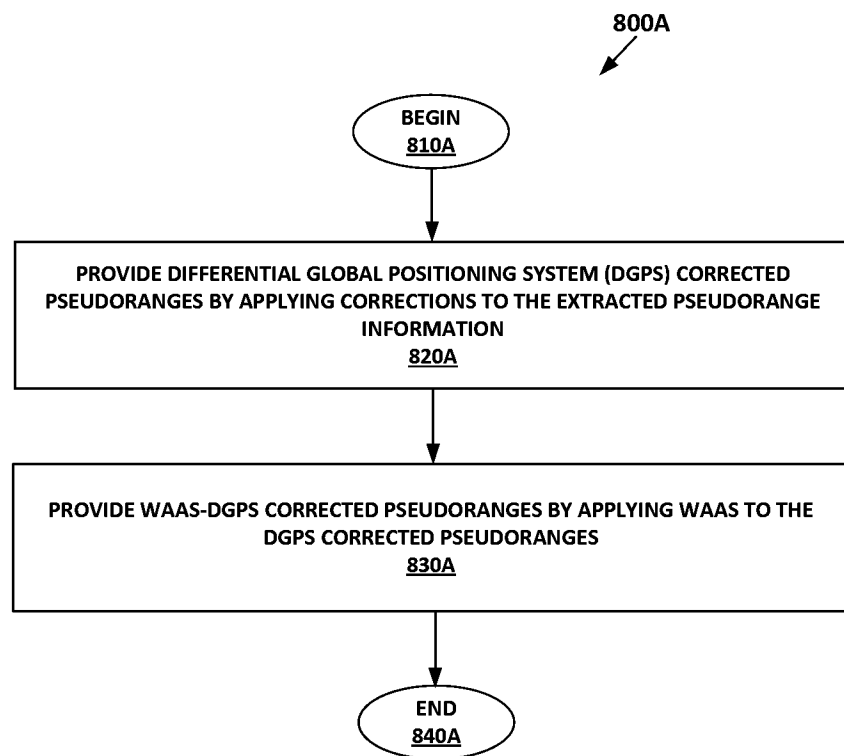 800A
BEGIN
810A
PROVIDE DIFFERENTIAL GLOBAL POSITIONING SYSTEM (DGPS) CORRECTED
PSEUDORANGES BY APPLYING CORRECTIONS TO THE EXTRACTED PSEUDORANGE
INFORMATION
820A
PROVIDE WAAS-DGPS CORRECTED PSEUDORANGES BY APPLYING WAAS TO THE
DGPS CORRECTED PSEUDORANGES
830A
END
840A